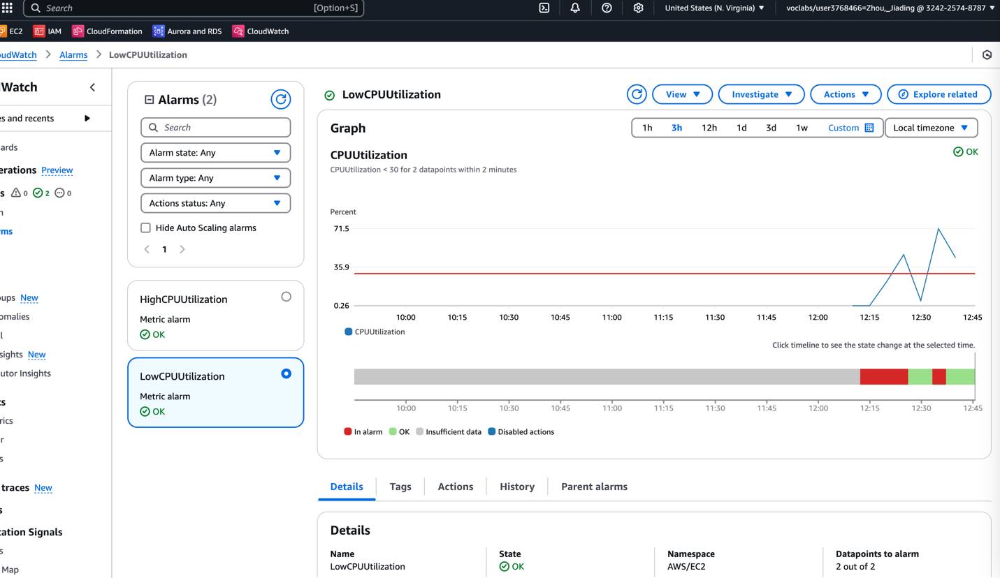 Search [Option+S] United States (N. Virginia) voclabs/user3768466=Zhou,_Jiading @ 3242-2574-8787
EC2 IAM CloudFormation Aurora and RDS CloudWatch
oudWatch Alarms LowCPUUtilization
lWatch
es and recents
ards
erations Preview
s 0 2 0
n
rms
oups New
omalies
l
sights New
utor Insights
ts
rics
r
s
traces New
s
cation Signals
s
Map
Alarms (2)
Search
Alarm state: Any
Alarm type: Any
Actions status: Any
Hide Auto Scaling alarms
1
HighCPUUtilization
Metric alarm
OK
LowCPUUtilization
Metric alarm
OK
LowCPUUtilization View Investigate Actions Explore related
Graph 1h 3h 12h 1d 3d 1w Custom Local timezone
CPUUtilization OK
CPUUtilization < 30 for 2 datapoints within 2 minutes
Percent
71.5
35.9
0.26
10:00 10:15 10:30 10:45 11:00 11:15 11:30 11:45 12:00 12:15 12:30 12:45
CPUUtilization
Click timeline to see the state change at the selected time.
10:00 10:15 10:30 10:45 11:00 11:15 11:30 11:45 12:00 12:15 12:30 12:45
In alarm OK Insufficient data Disabled actions
Details Tags Actions History Parent alarms
Details
Name State Namespace Datapoints to alarm
LowCPUUtilization OK AWS/EC2 2 out of 2